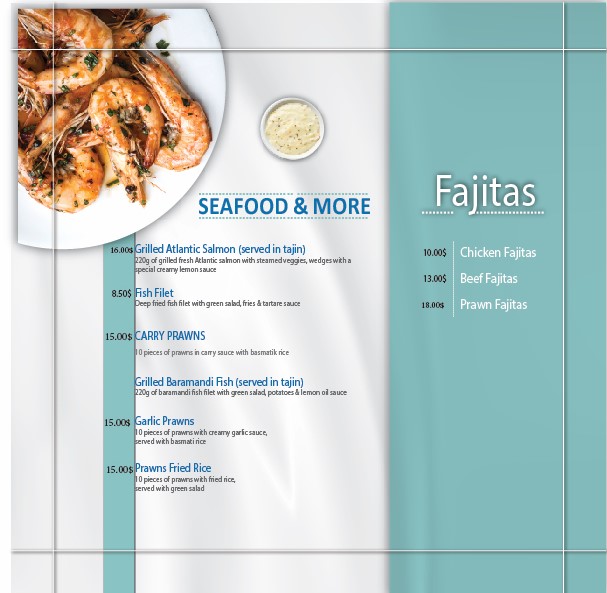 SEAFOOD & MORE
16.00$ Grilled Atlantic Salmon (served in tajin)
220g of grilled fresh Atlantic salmon with steamed veggies, wedges with a
special creamy lemon sauce
8.50$ Fish Filet
Deep fried fish filet with green salad, fries & tartare sauce
15.00$ CARRY PRAWNS
10 pieces of prawns in carry sauce with basmatik rice
Grilled Baramandi Fish (served in tajin)
220g of baramandi fish filet with green salad, potatoes & lemon oil sauce
15.00$ Garlic Prawns
10 pieces of prawns with creamy garlic sauce,
served with basmati rice
15.00$ Prawns Fried Rice
10 pieces of prawns with fried rice,
served with green salad
Fajitas
10.00$ Chicken Fajitas
13.00$ Beef Fajitas
18.00$ Prawn Fajitas